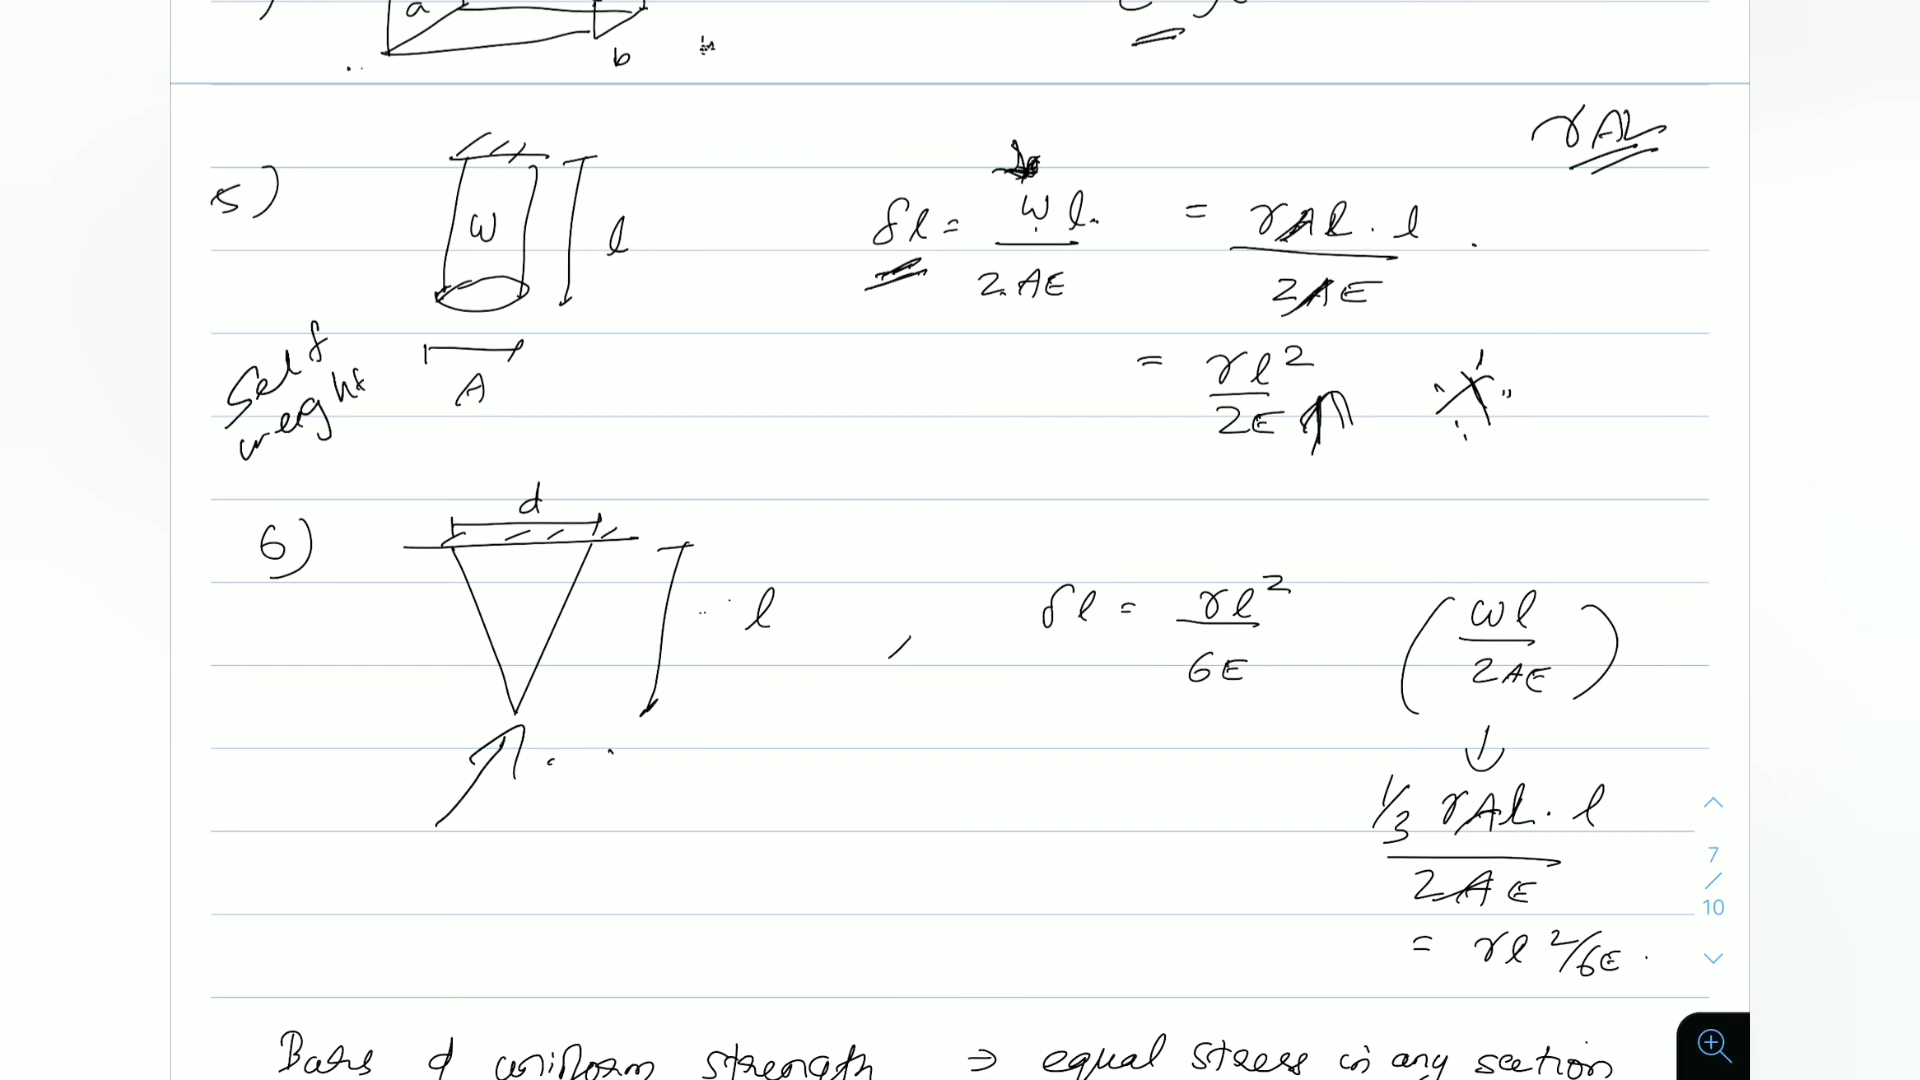 a
b
γAL
5)
W
l
δl = Wl / 2AE = γAl . l / 2AE
Self weight
A
= γl² / 2E
d
6)
l
, δl = γl² / 6E (Wl / 2AE)
1/3 γAl . l / 2AE
= γl²/6E .
7 / 10
Bars of uniform strength ⇒ equal stress in any section